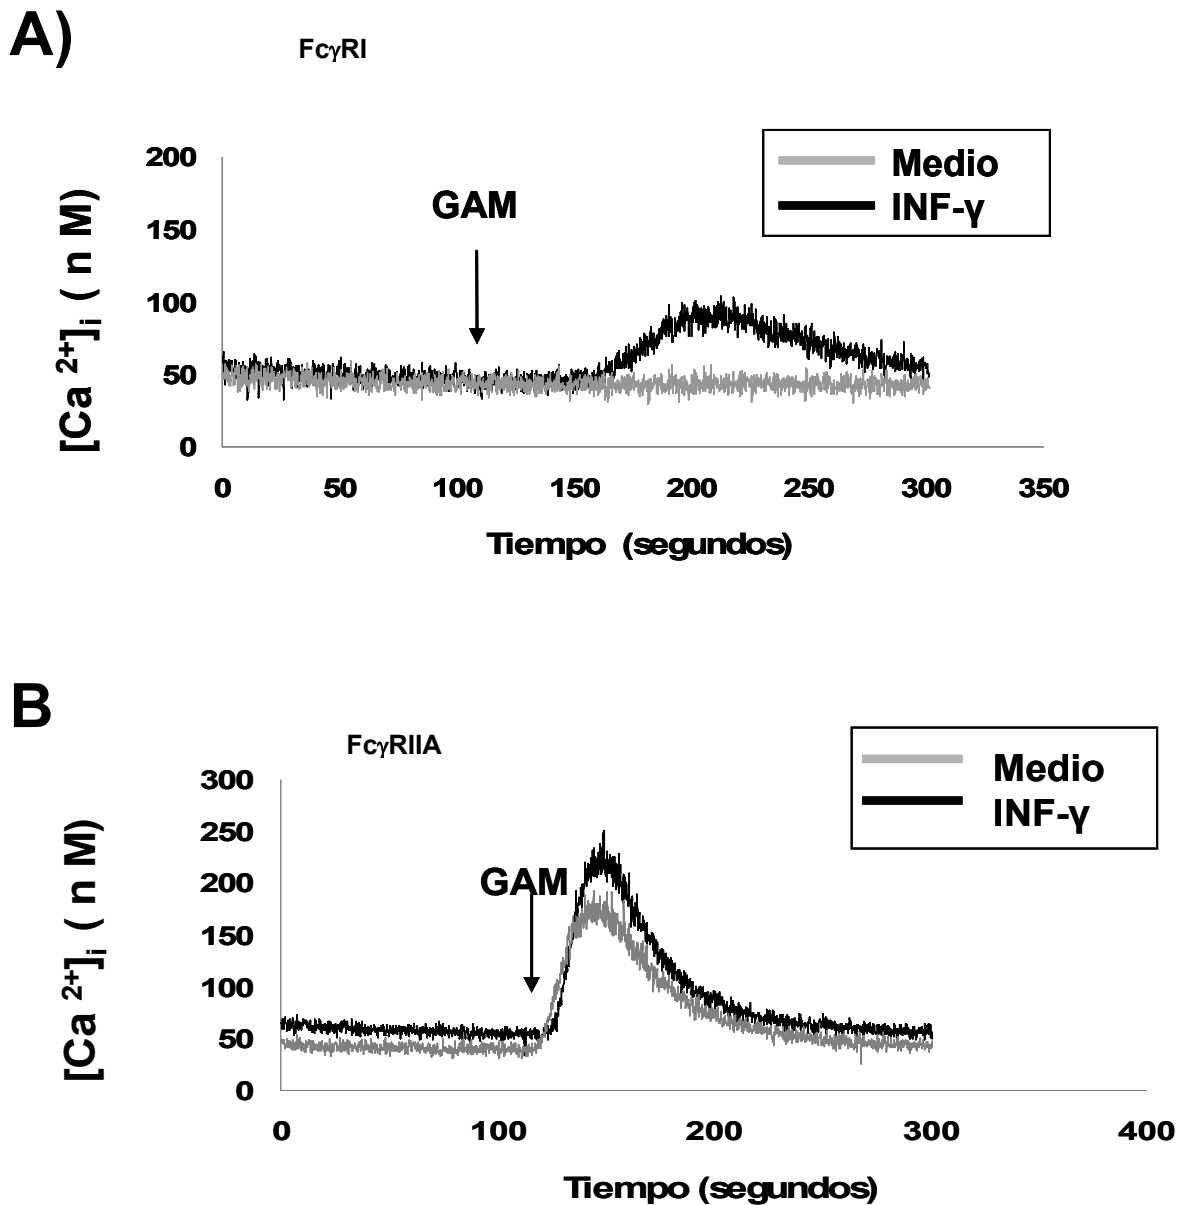 A)
FcγRI
Medio
INF-γ
GAM
200
150
100
50
0
[Ca 2+]i ( n M)
0 50 100 150 200 250 300 350
Tiempo (segundos)
B
FcγRIIA
Medio
INF-γ
GAM
300
250
200
150
100
50
0
[Ca 2+]i ( n M)
0 100 200 300 400
Tiempo (segundos)